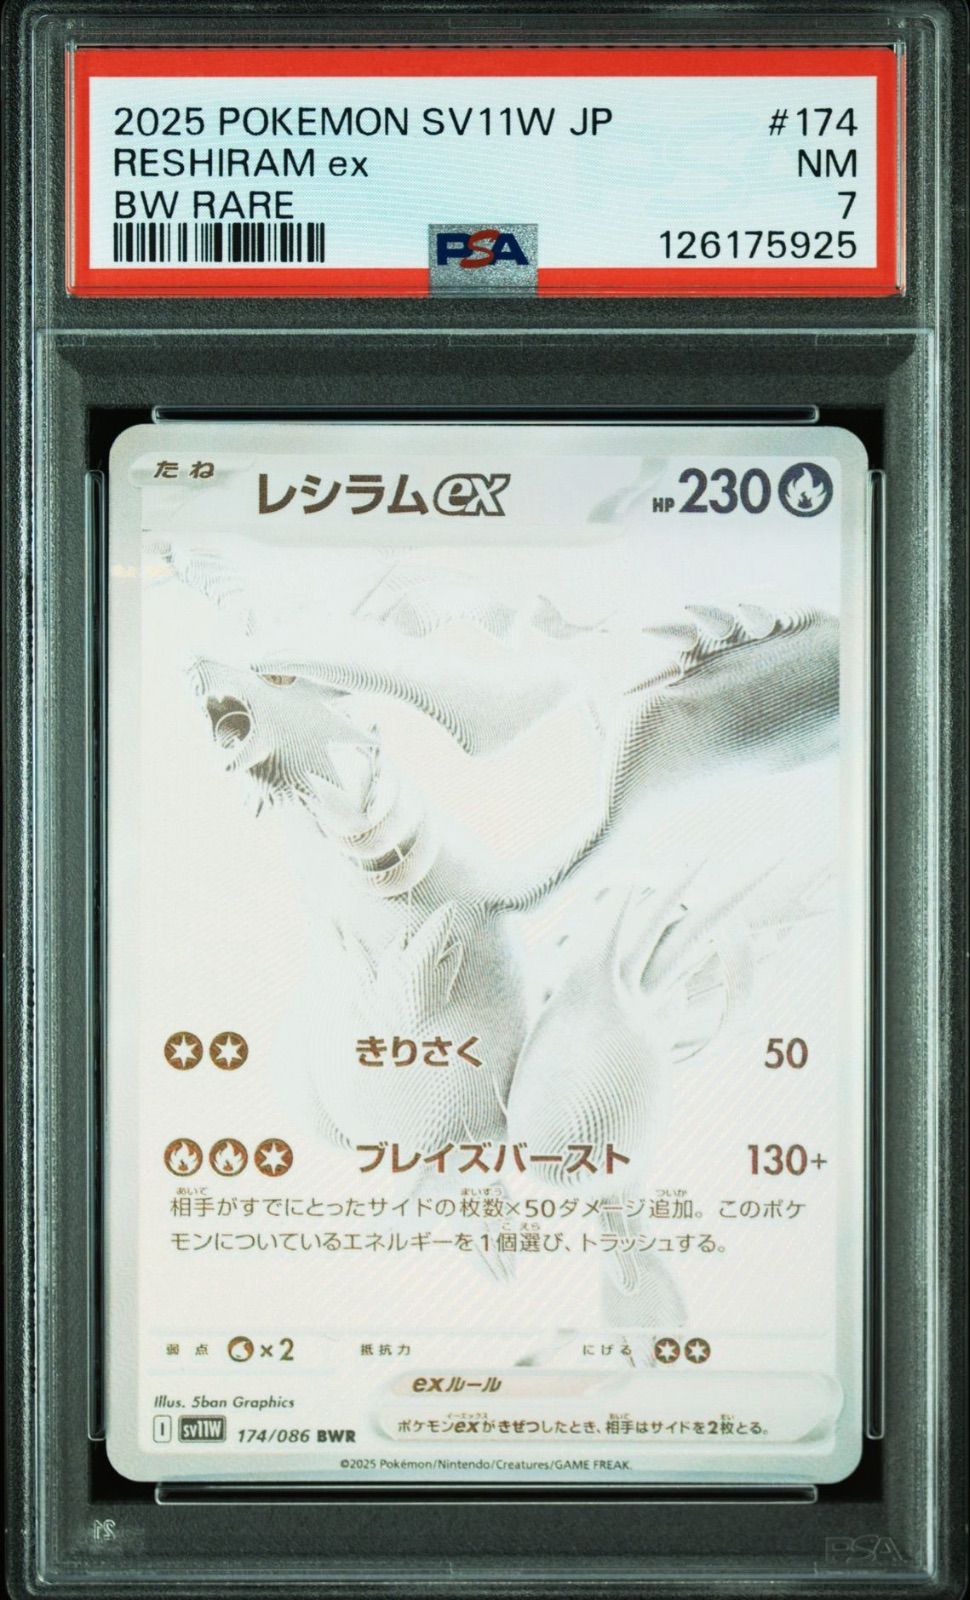 2025 POKEMON SV11W JP #174
RESHIRAM ex NM
BW RARE 7
PSA 126175925
たね レシラムex HP230
きりさく 50
ブレイズバースト 130+
相手がすでにとったサイドの枚数×50ダメージ追加。このポケ
モンについているエネルギーを1個選び、トラッシュする。
弱点 ×2 抵抗力 にげる
exルール
ポケモンexがきぜつしたとき、相手はサイドを2枚とる。
Illus. 5ban Graphics
I sv11W 174/086 BWR
©2025 Pokémon/Nintendo/Creatures/GAME FREAK.
21 PSA